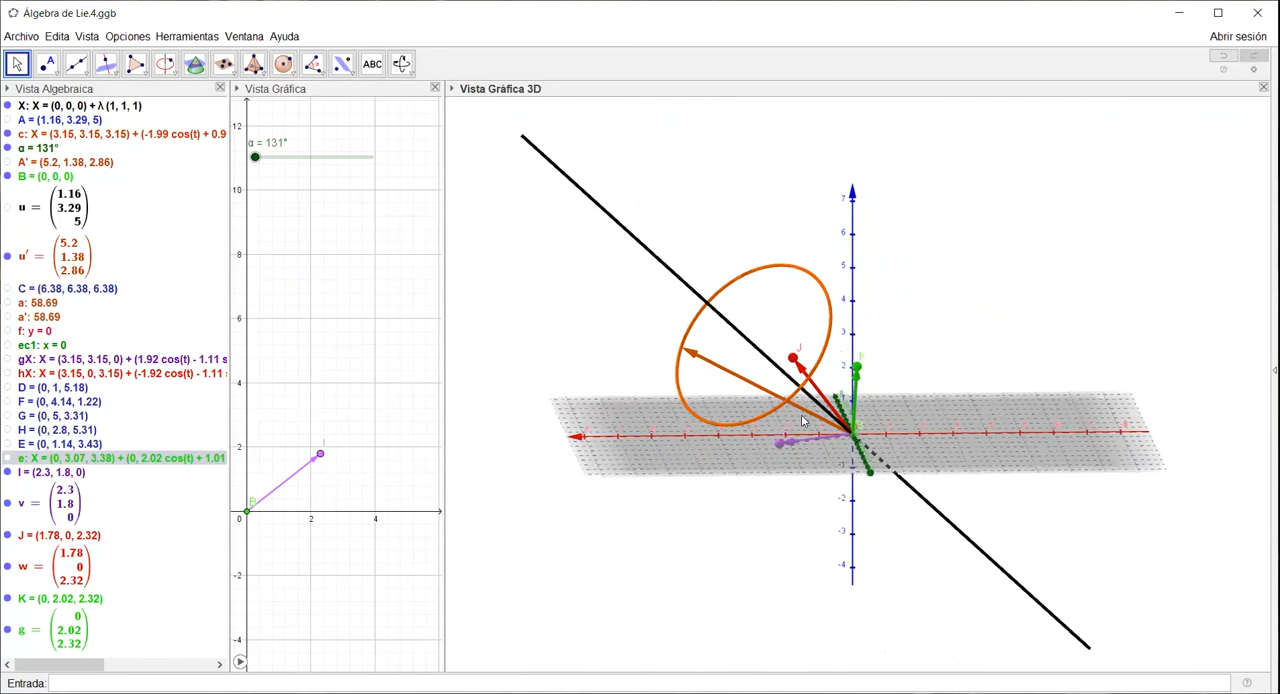 Álgebra de Lie.4.ggb
Archivo Edita Vista Opciones Herramientas Ventana Ayuda
Abrir sesión
A
ABC
Vista Algebraica
Vista Gráfica
Vista Gráfica 3D
X: X = (0, 0, 0) + λ (1, 1, 1)
A = (1.16, 3.29, 5)
c: X = (3.15, 3.15, 3.15) + (-1.99 cos(t) + 0.9
α = 131°
A' = (5.2, 1.38, 2.86)
B = (0, 0, 0)
u = (1.16
3.29
5)
u' = (5.2
1.38
2.86)
C = (6.38, 6.38, 6.38)
a: 58.69
a': 58.69
f: y = 0
ec1: x = 0
gX: X = (3.15, 3.15, 0) + (1.92 cos(t) - 1.11 s
hX: X = (3.15, 0, 3.15) + (-1.92 cos(t) - 1.11 s
D = (0, 1, 5.18)
F = (0, 4.14, 1.22)
G = (0, 5, 3.31)
H = (0, 2.8, 5.31)
E = (0, 1.14, 3.43)
e: X = (0, 3.07, 3.38) + (0, 2.02 cos(t) + 1.01
I = (2.3, 1.8, 0)
v = (2.3
1.8
0)
J = (1.78, 0, 2.32)
w = (1.78
0
2.32)
K = (0, 2.02, 2.32)
g = (0
2.02
2.32)
α = 131°
12
10
8
6
4
2
0
-2
-4
2
4
B
I
7
6
5
4
3
2
-2
-3
-4
J
Entrada: